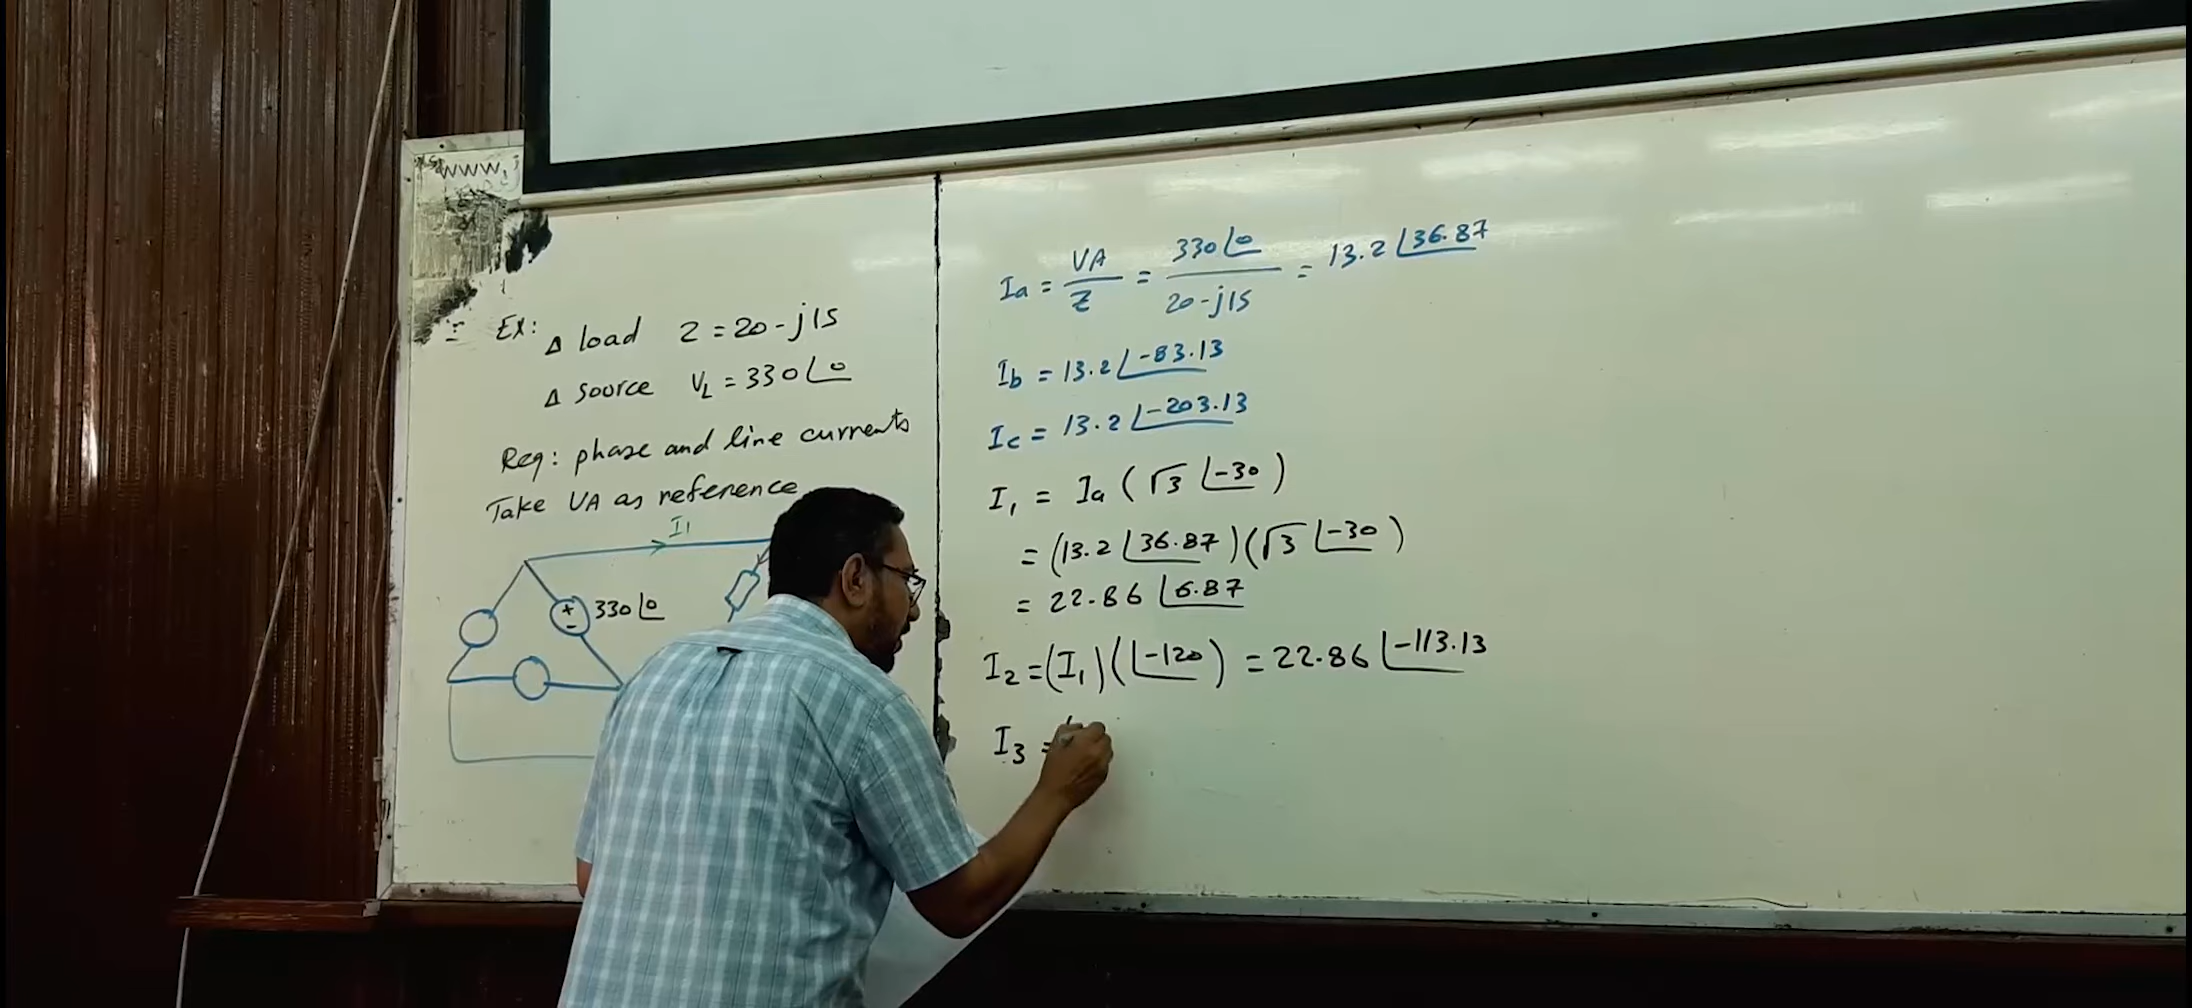 www.
Ex: Δ load Z = 20 - j15
Δ source VL = 330∠0
Req: phase and line currents
Take VA as reference
I1
330∠0
+
-
Ia = VA/Z = 330∠0/20-j15 = 13.2∠36.87
Ib = 13.2∠-83.13
Ic = 13.2∠-203.13
I1 = Ia (√3∠-30)
= (13.2∠36.87)(√3∠-30)
= 22.86∠6.87
I2 = (I1)(∠-120) = 22.86∠-113.13
I3 =